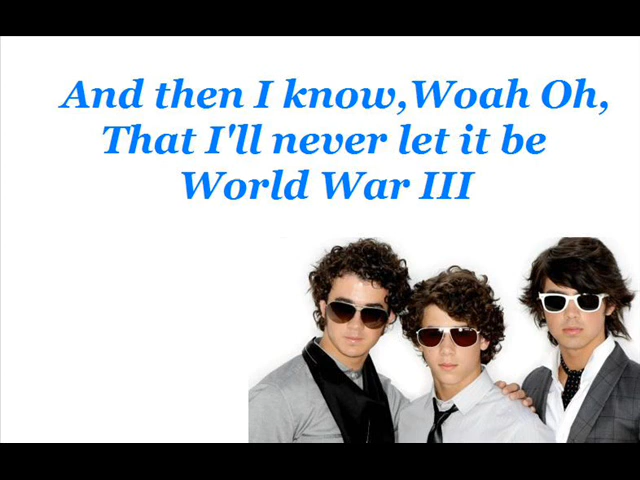 And then I know,Woah Oh,
That I'll never let it be
World War III